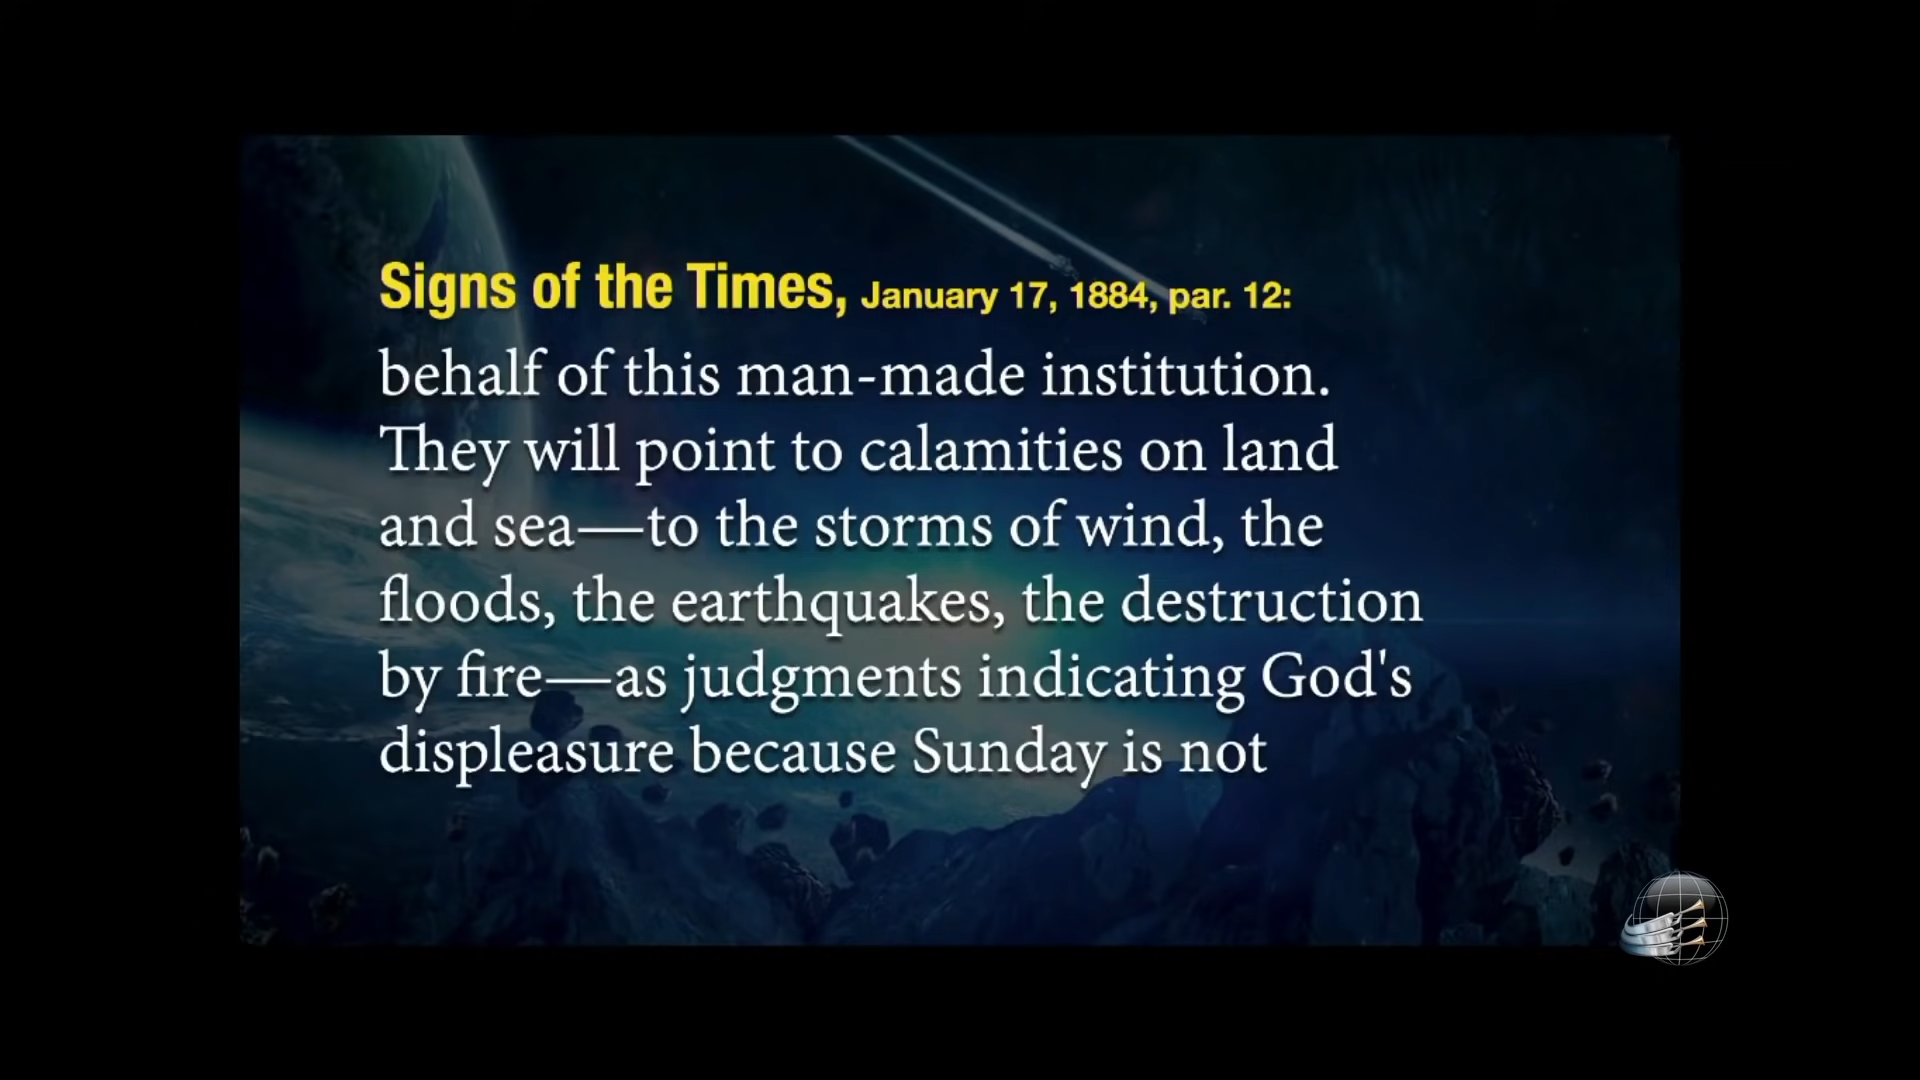 Signs of the Times, January 17, 1884, par. 12:
behalf of this man-made institution.
They will point to calamities on land
and sea—to the storms of wind, the
floods, the earthquakes, the destruction
by fire—as judgments indicating God's
displeasure because Sunday is not